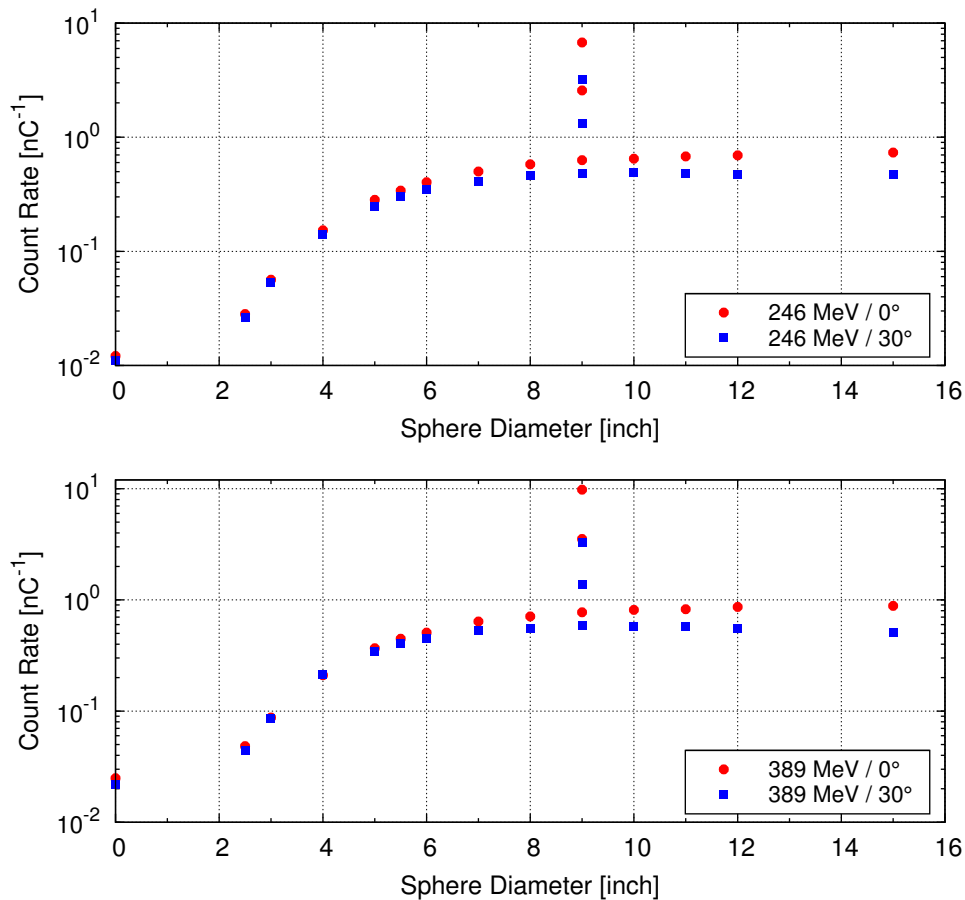 10^1
10^0
10^-1
10^-2
Count Rate [nC^-1]
246 MeV / 0°
246 MeV / 30°
0 2 4 6 8 10 12 14 16
Sphere Diameter [inch]
10^1
10^0
10^-1
10^-2
Count Rate [nC^-1]
389 MeV / 0°
389 MeV / 30°
0 2 4 6 8 10 12 14 16
Sphere Diameter [inch]